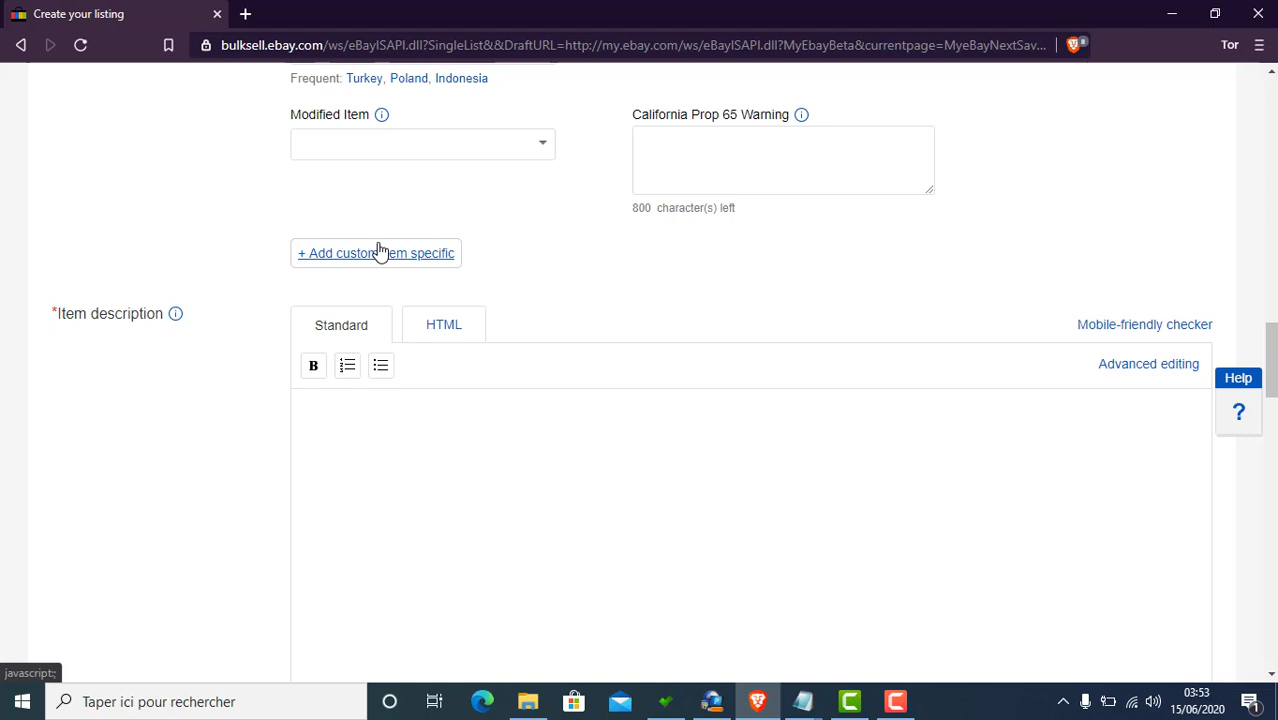 Create your listing
bulksell.ebay.com/ws/eBayISAPI.dll?SingleList&&DraftURL=http://my.ebay.com/ws/eBayISAPI.dll?MyEbayBeta&currentpage=MyeBayNextSav...
8
Tor
Frequent: Turkey, Poland, Indonesia
Modified Item
California Prop 65 Warning
800 character(s) left
+ Add custom item specific
*Item description
Standard
HTML
Mobile-friendly checker
B
Advanced editing
Help
?
javascript:;
Taper ici pour rechercher
03:53
15/06/2020
1